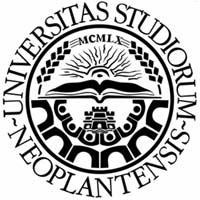 UNIVERSITAS STUDIORUM
~NEOPLANTENSIS~
MCMLX